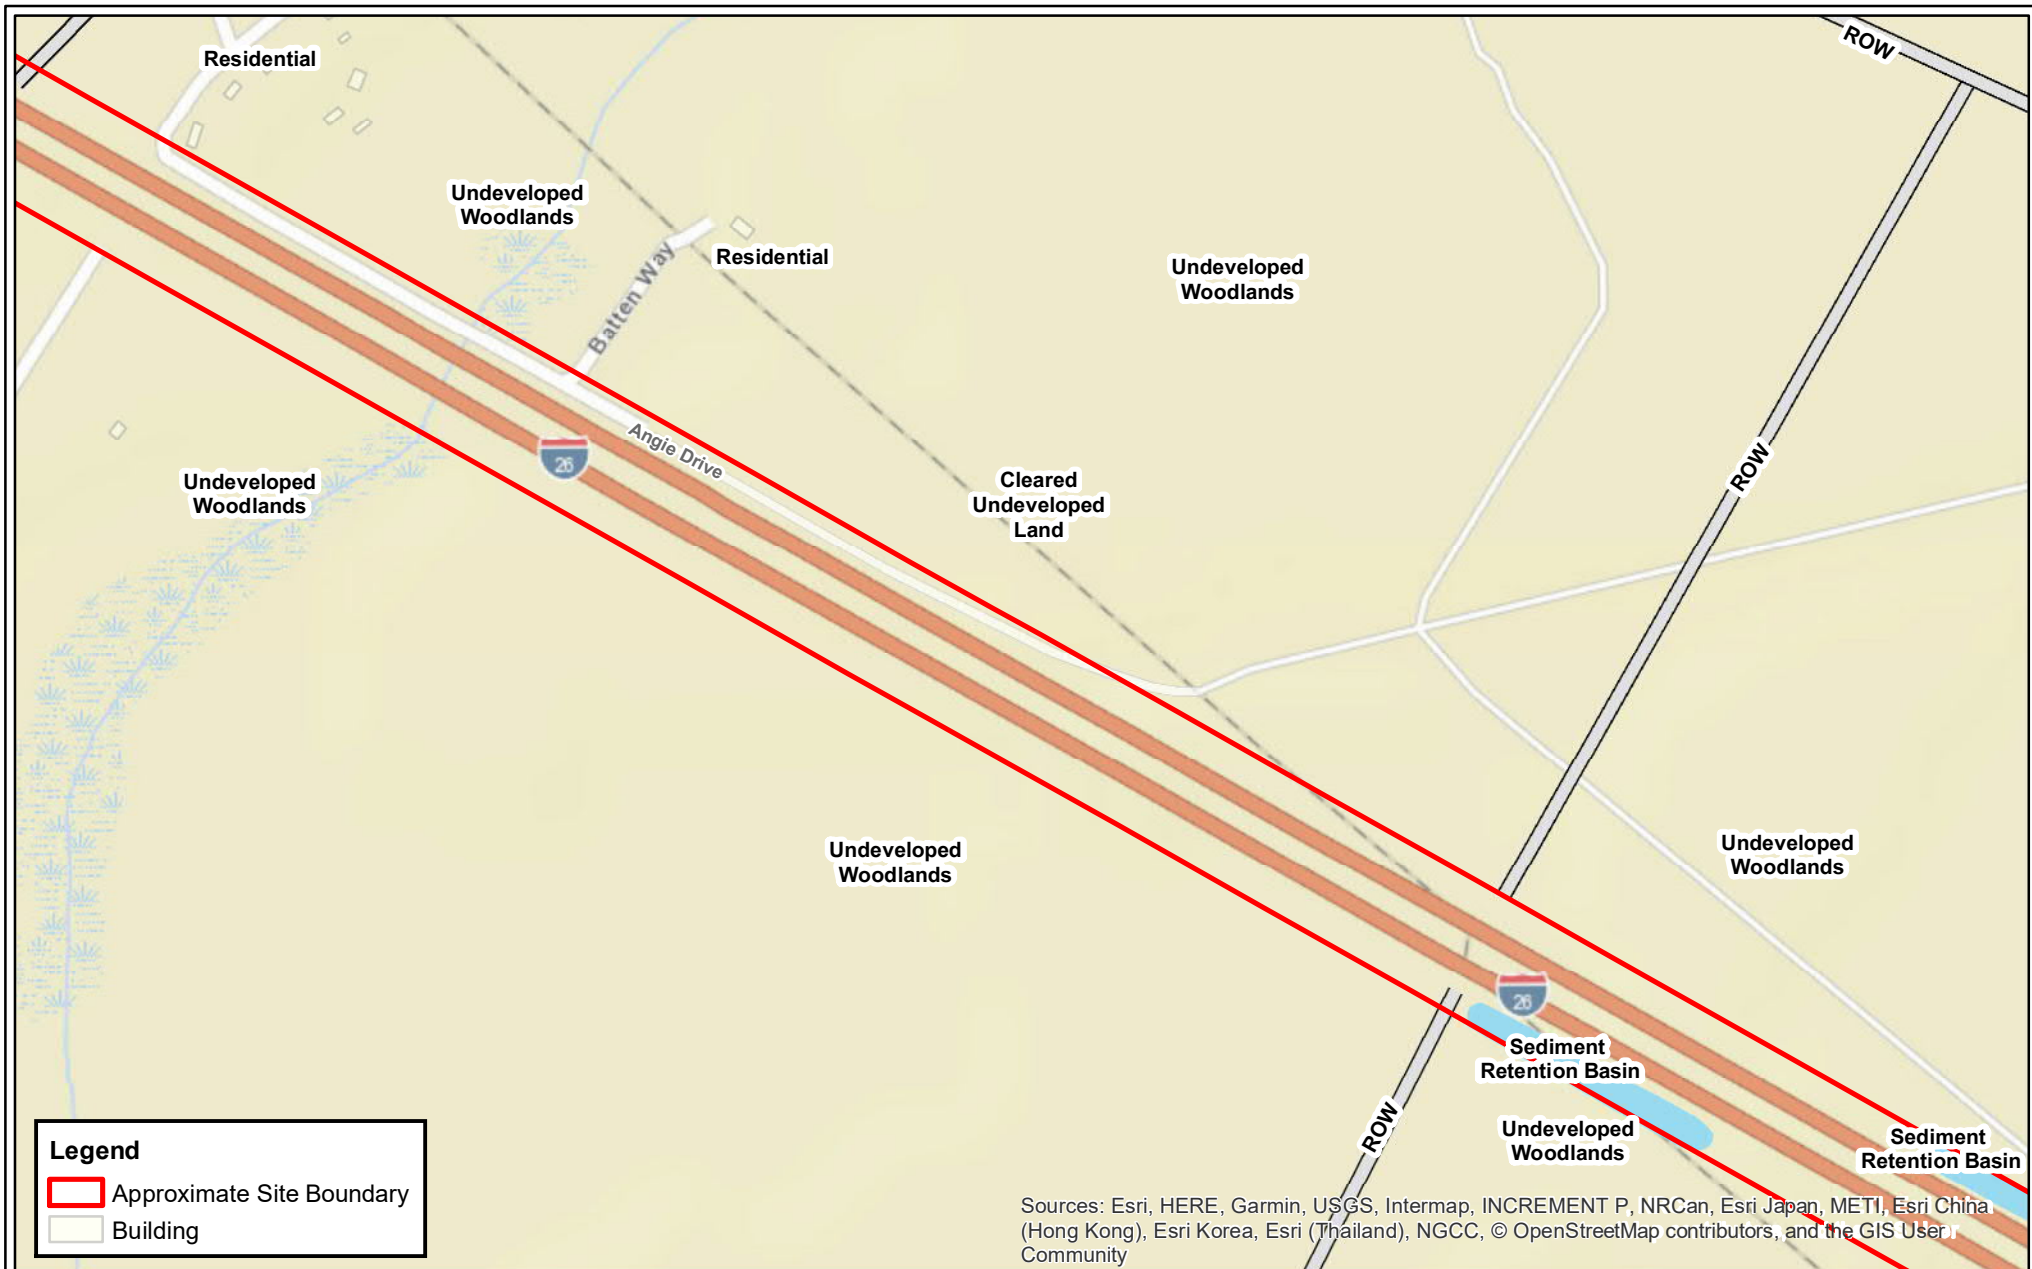 Residential
ROW
Undeveloped
Woodlands
Batten Way
Residential
Undeveloped
Woodlands
Angie Drive
26
Undeveloped
Woodlands
Cleared
Undeveloped
Land
ROW
Undeveloped
Woodlands
Undeveloped
Woodlands
26
Sediment
Retention Basin
ROW
Undeveloped
Woodlands
Sediment
Retention Basin
Legend
Approximate Site Boundary
Building
Sources: Esri, HERE, Garmin, USGS, Intermap, INCREMENT P, NRCan, Esri Japan, METI, Esri China
(Hong Kong), Esri Korea, Esri (Thailand), NGCC, © OpenStreetMap contributors, and the GIS User
Community